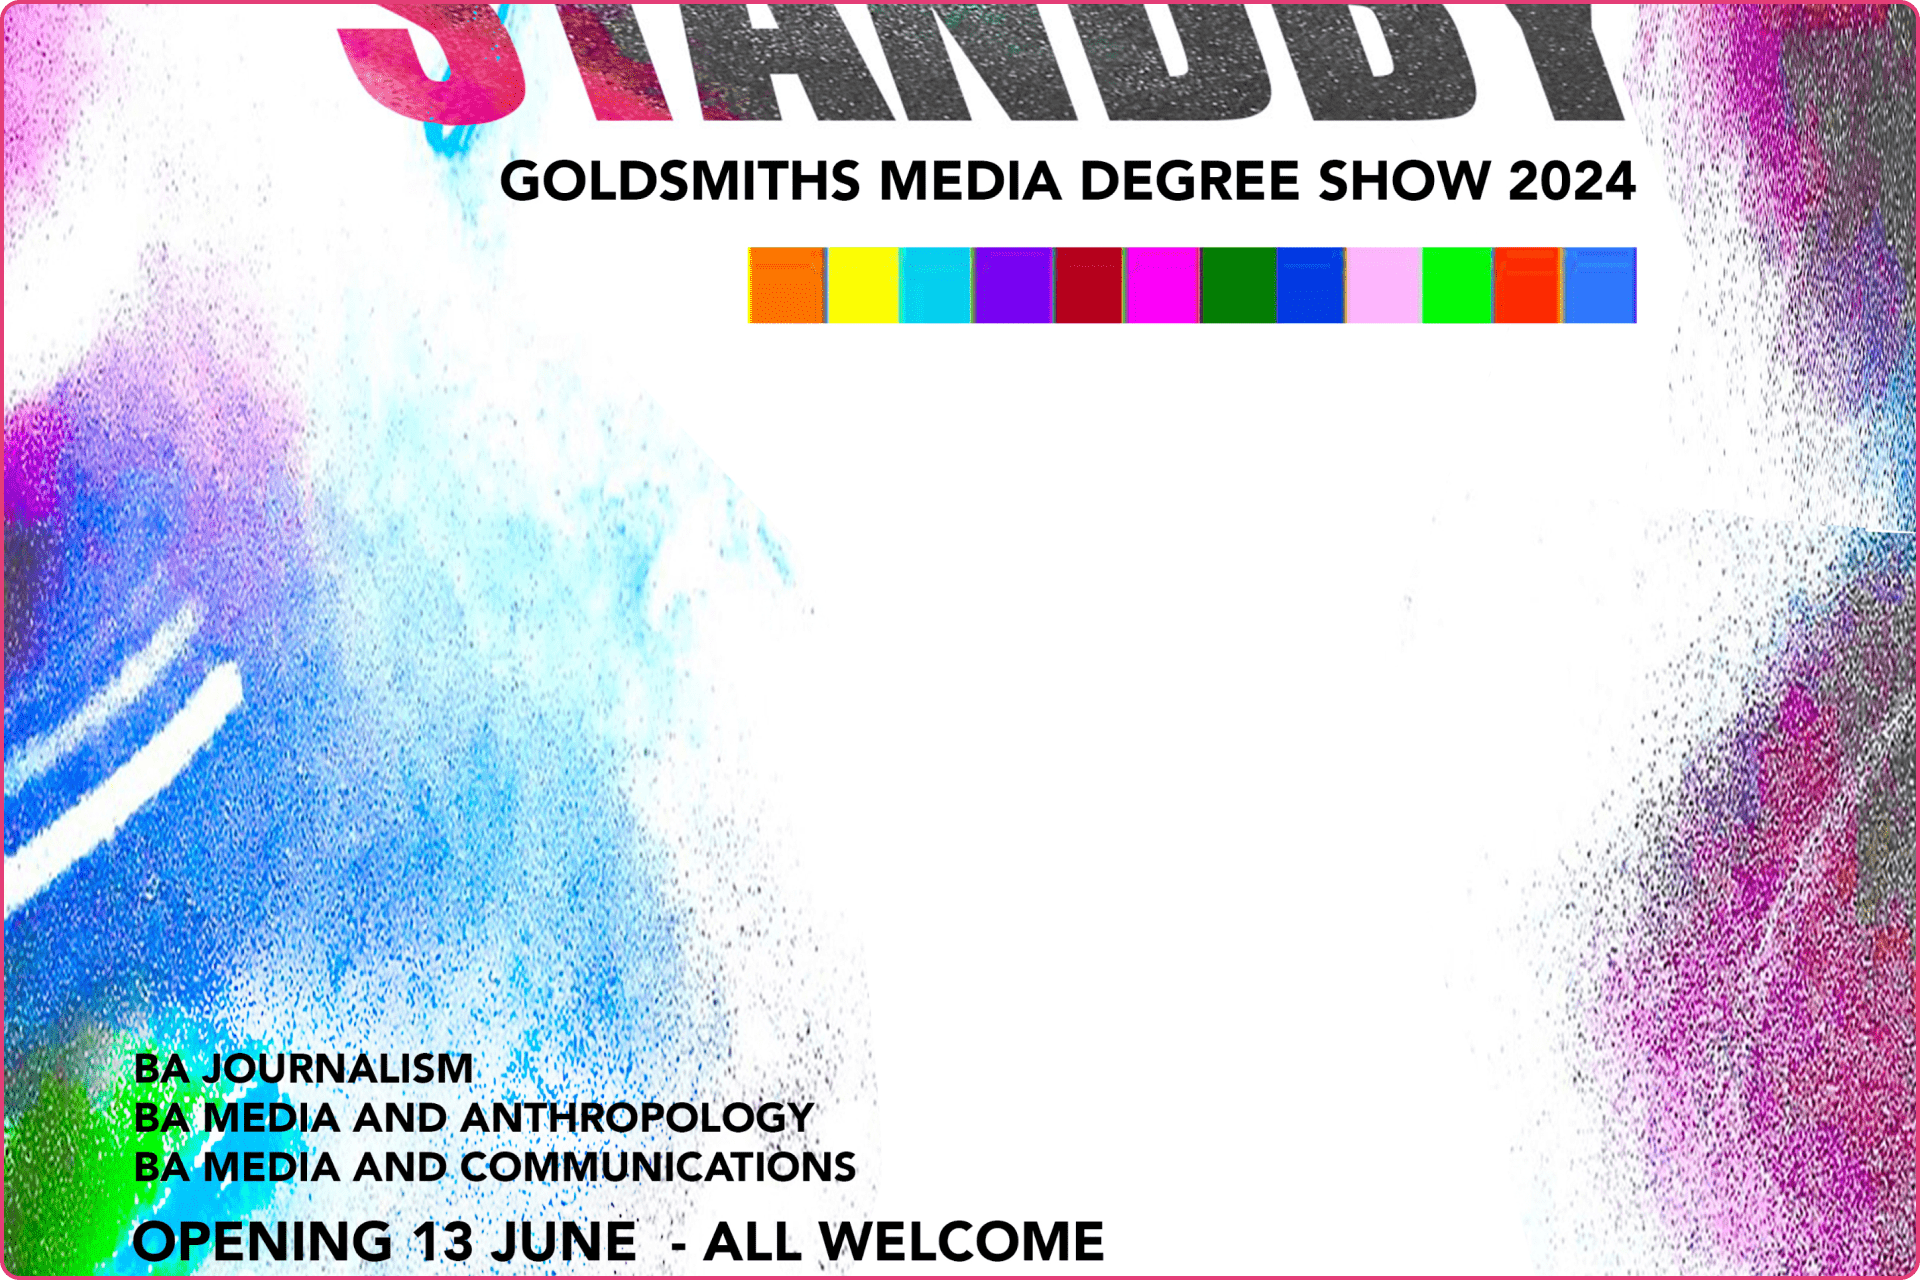 STANDBY
GOLDSMITHS MEDIA DEGREE SHOW 2024
BA JOURNALISM
BA MEDIA AND ANTHROPOLOGY
BA MEDIA AND COMMUNICATIONS
OPENING 13 JUNE - ALL WELCOME